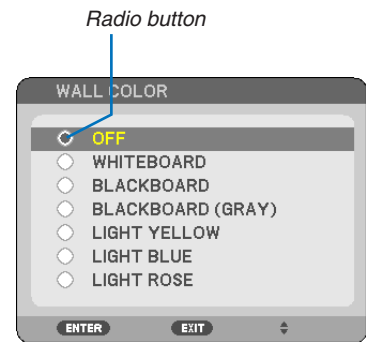 Radio button
WALL COLOR
OFF
WHITEBOARD
BLACKBOARD
BLACKBOARD (GRAY)
LIGHT YELLOW
LIGHT BLUE
LIGHT ROSE
ENTER EXIT